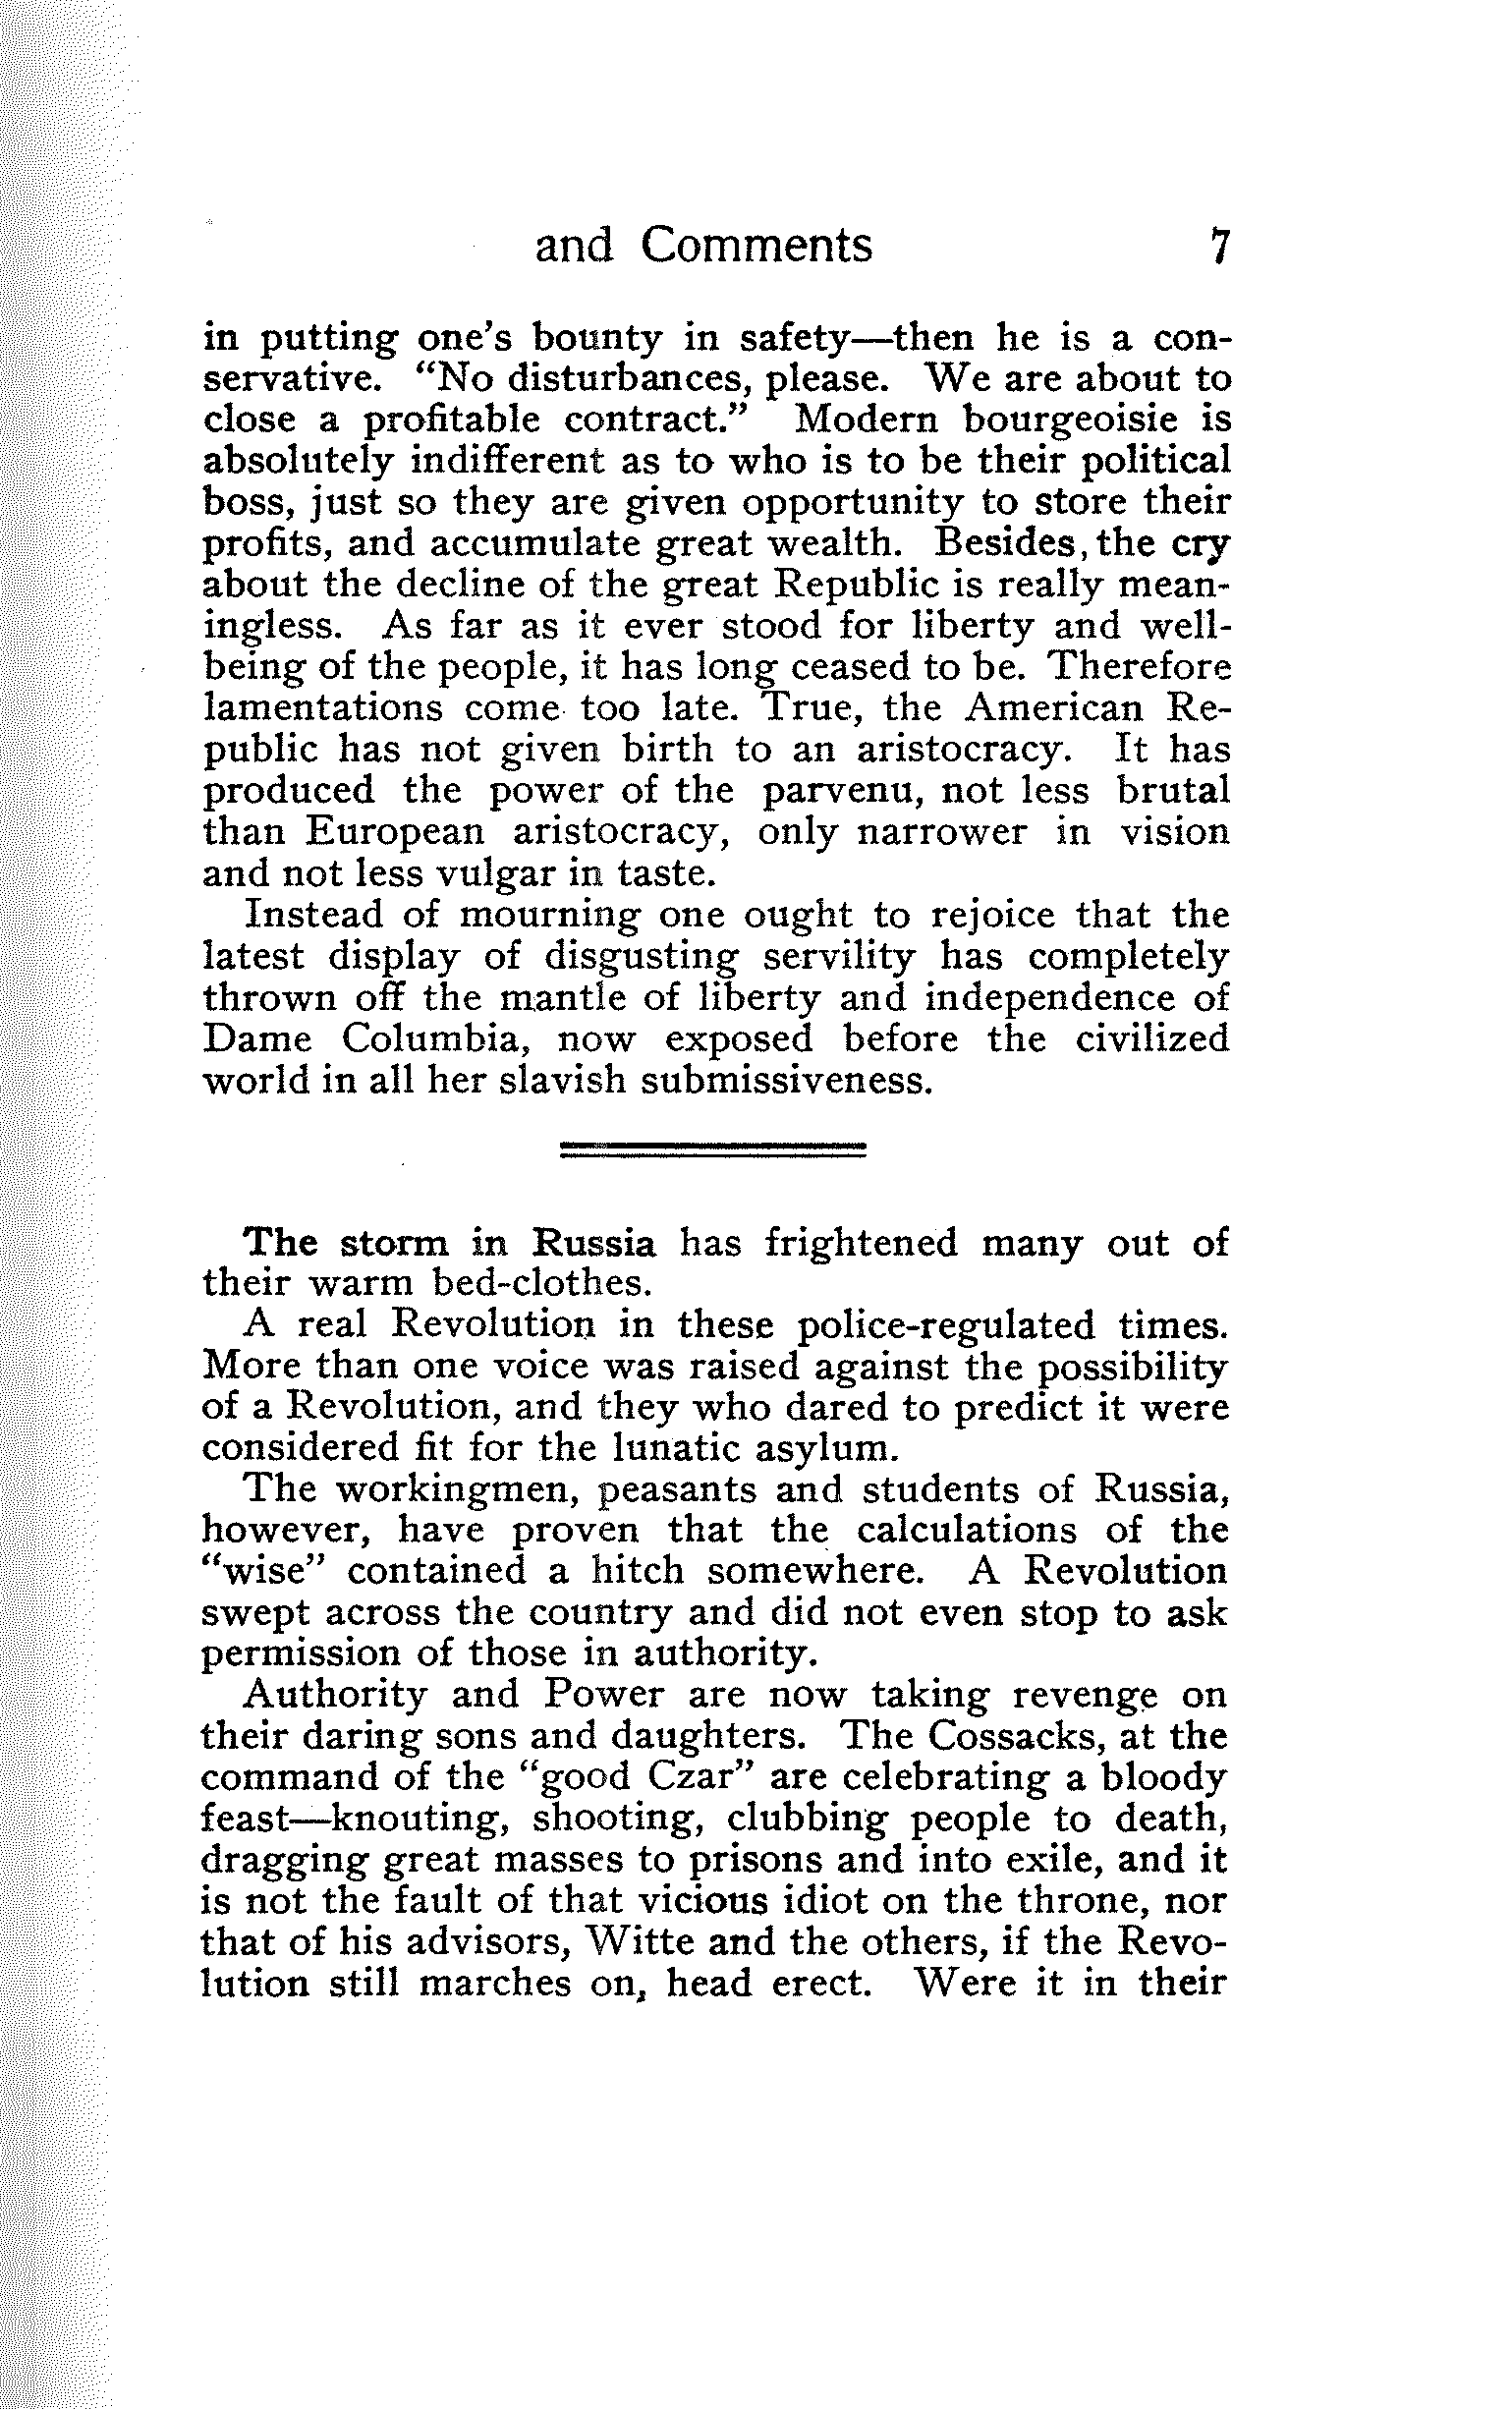 and Comments 7
in putting one's bounty in safety—then he is a con-
servative. "No disturbances, please. We are about to
close a profitable contract." Modern bourgeoisie is
absolutely indifferent as to who is to be their political
boss, just so they are given opportunity to store their
profits, and accumulate great wealth. Besides, the cry
about the decline of the great Republic is really mean-
ingless. As far as it ever stood for liberty and well-
being of the people, it has long ceased to be. Therefore
lamentations come too late. True, the American Re-
public has not given birth to an aristocracy. It has
produced the power of the parvenu, not less brutal
than European aristocracy, only narrower in vision
and not less vulgar in taste.
Instead of mourning one ought to rejoice that the
latest display of disgusting servility has completely
thrown off the mantle of liberty and independence of
Dame Columbia, now exposed before the civilized
world in all her slavish submissiveness.
The storm in Russia has frightened many out of
their warm bed-clothes.
A real Revolution in these police-regulated times.
More than one voice was raised against the possibility
of a Revolution, and they who dared to predict it were
considered fit for the lunatic asylum.
The workingmen, peasants and students of Russia,
however, have proven that the calculations of the
"wise" contained a hitch somewhere. A Revolution
swept across the country and did not even stop to ask
permission of those in authority.
Authority and Power are now taking revenge on
their daring sons and daughters. The Cossacks, at the
command of the "good Czar" are celebrating a bloody
feast—knouting, shooting, clubbing people to death,
dragging great masses to prisons and into exile, and it
is not the fault of that vicious idiot on the throne, nor
that of his advisors, Witte and the others, if the Revo-
lution still marches on, head erect. Were it in their